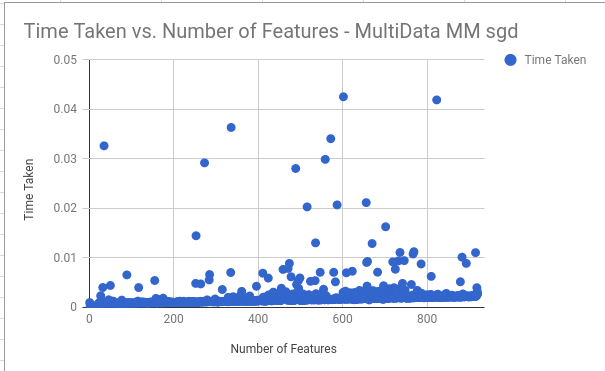 Time Taken vs. Number of Features - MultiData MM sgd
Time Taken
0.05
0.04
0.03
0.02
0.01
0
Time Taken
0 200 400 600 800
Number of Features